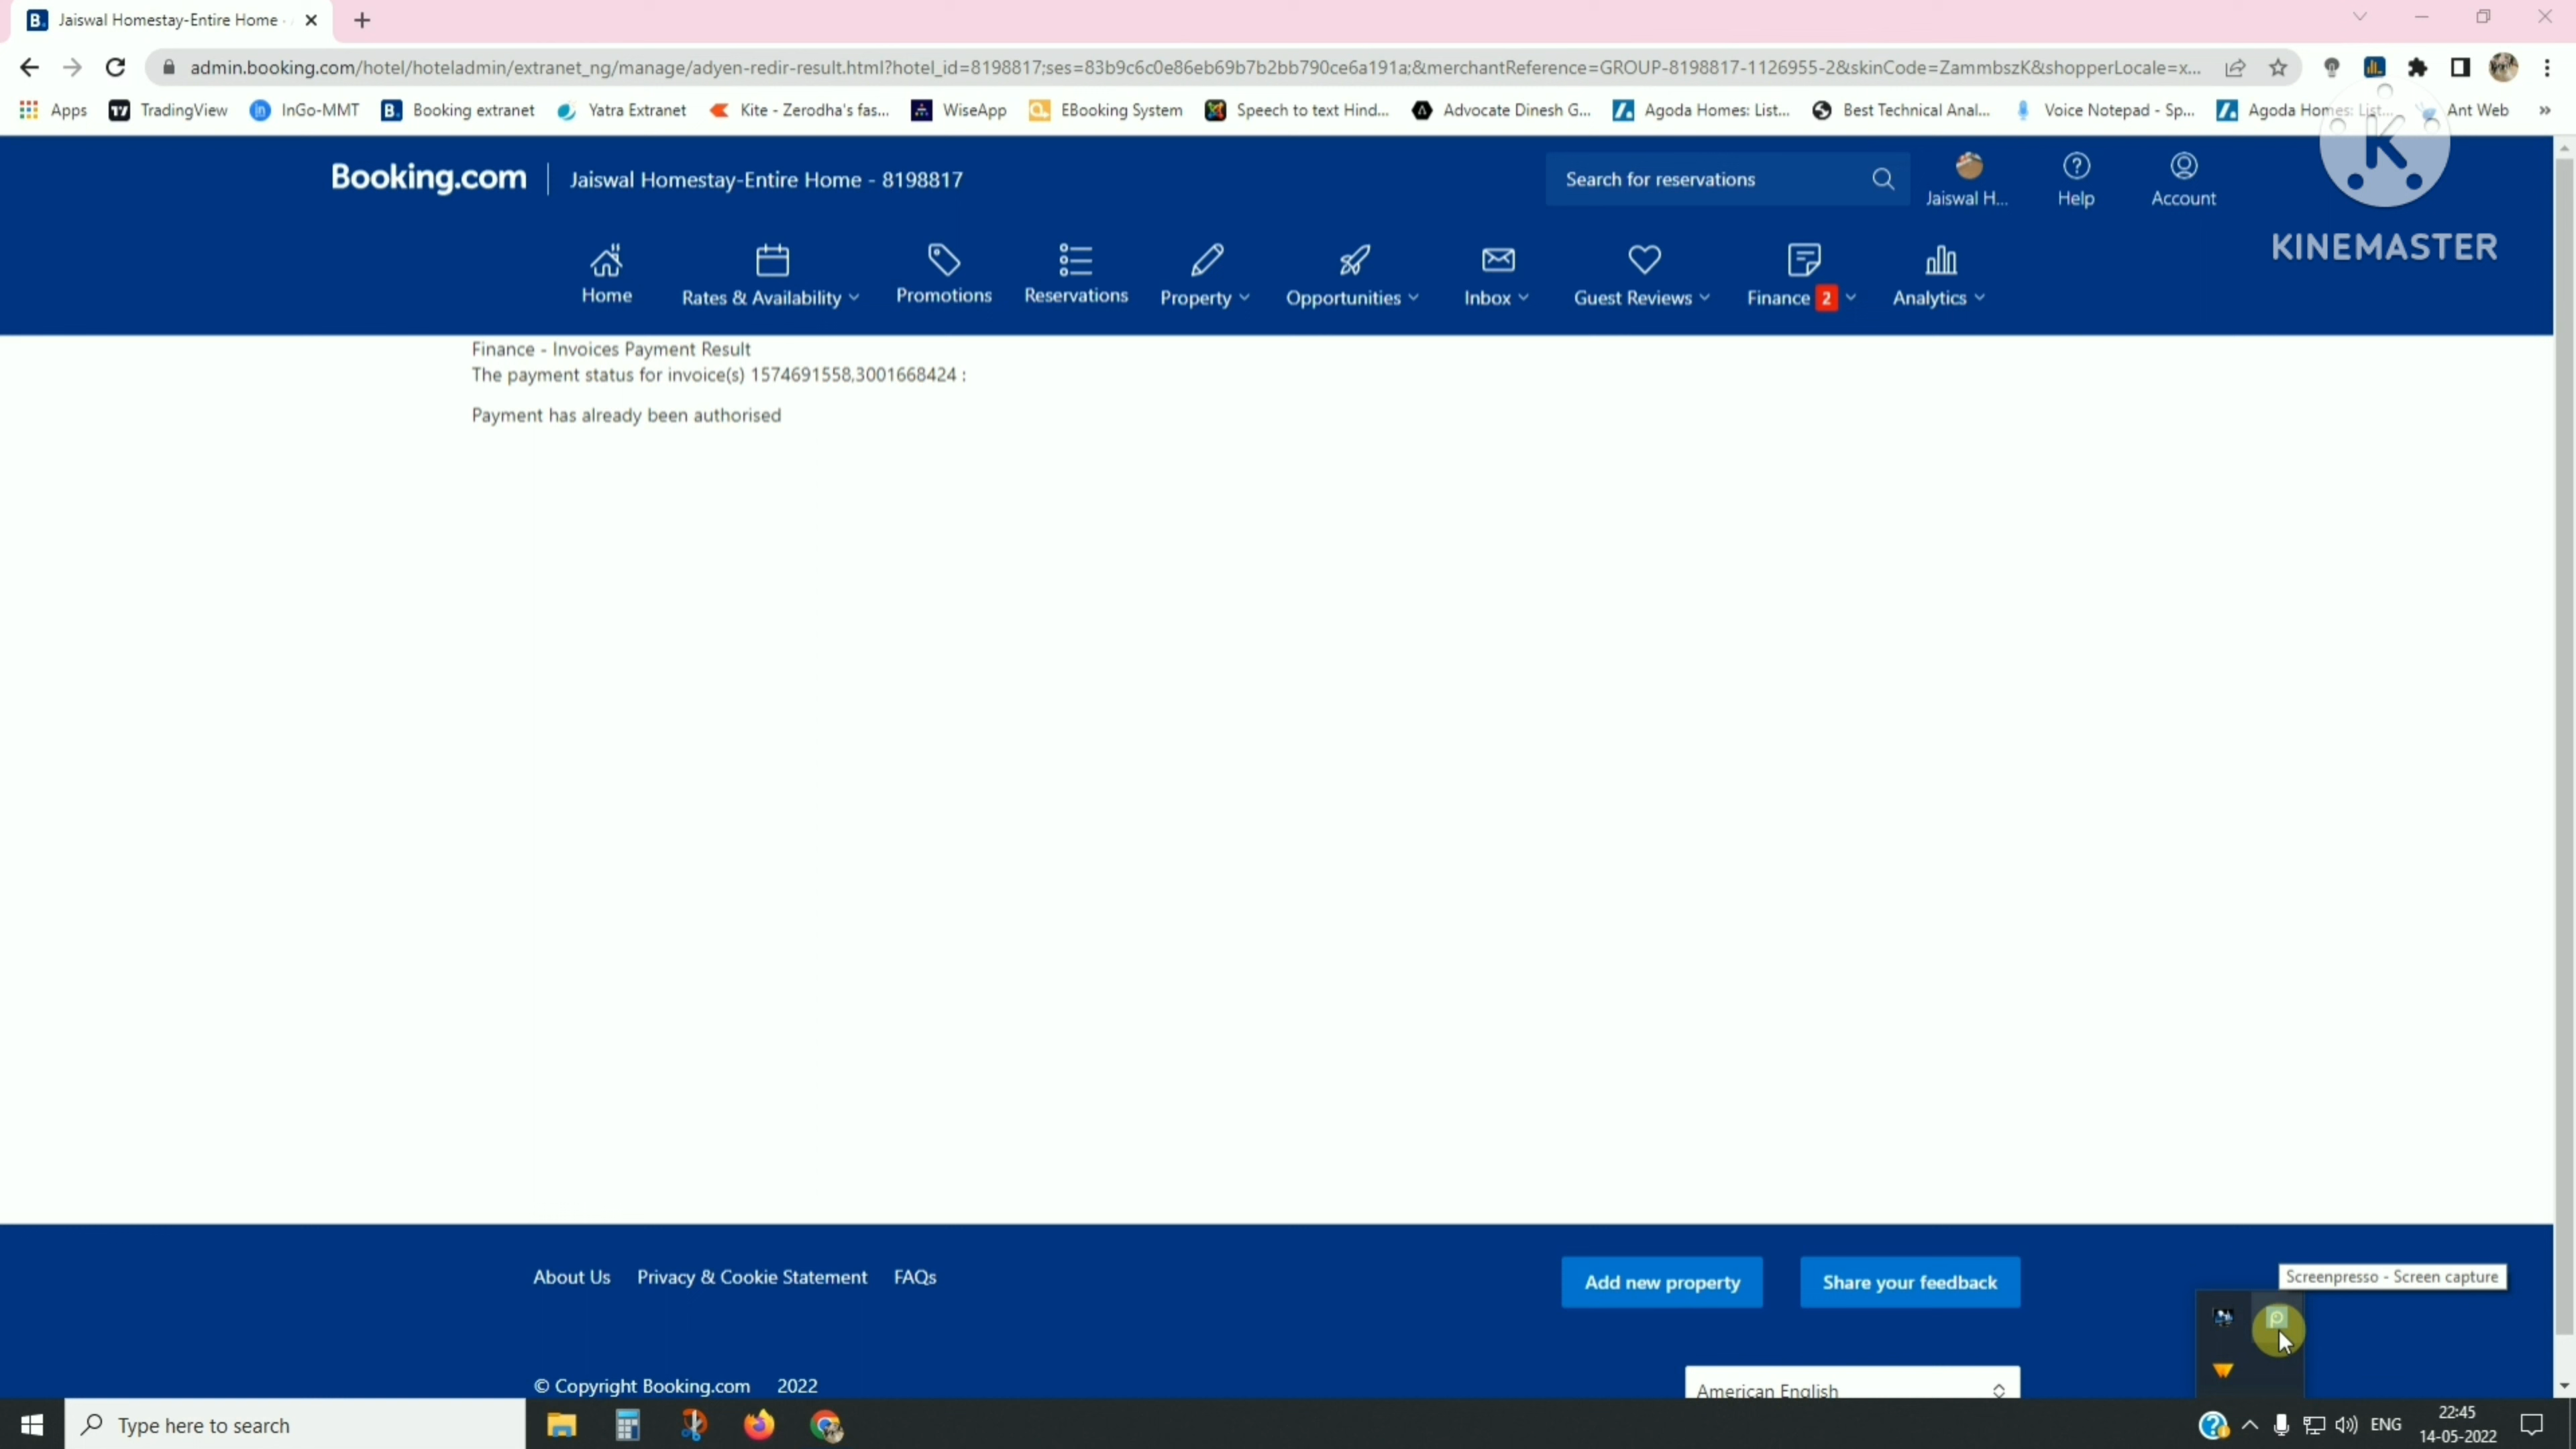 Jaiswal Homestay-Entire Home -
admin.booking.com/hotel/hoteladmin/extranet_ng/manage/adyen-redir-result.html?hotel_id=8198817;ses=83b9c6c0e86eb69b7b2bb790ce6a191a;&merchantReference=GROUP-8198817-1126955-2&skinCode=ZammbszK&shopperLocale=x...
Apps TradingView InGo-MMT Booking extranet Yatra Extranet Kite - Zerodha's fas... WiseApp EBooking System Speech to text Hind... Advocate Dinesh G... Agoda Homes: List... Best Technical Anal... Voice Notepad - Sp... Agoda Homes: List... Ant Web »
Booking.com Jaiswal Homestay-Entire Home - 8198817
Search for reservations Jaiswal H... Help Account
KINEMASTER
Home Rates & Availability Promotions Reservations Property Opportunities Inbox Guest Reviews Finance 2 Analytics
Finance - Invoices Payment Result
The payment status for invoice(s) 1574691558,3001668424 :
Payment has already been authorised
About Us Privacy & Cookie Statement FAQs
Add new property Share your feedback
Screenpresso - Screen capture
© Copyright Booking.com 2022
American English
Type here to search
ENG
22:45
14-05-2022